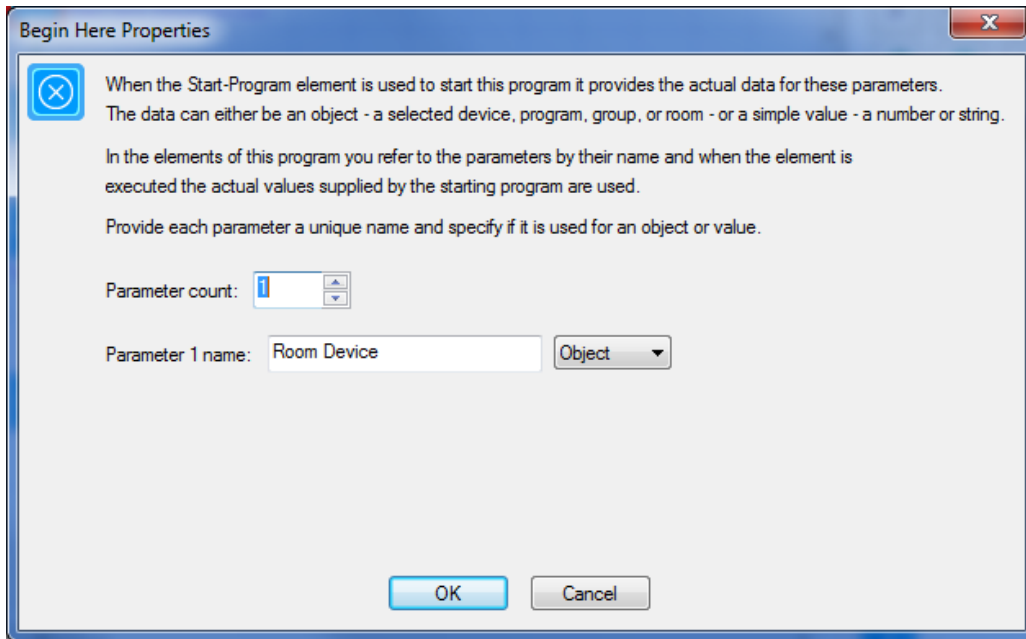 Begin Here Properties
When the Start-Program element is used to start this program it provides the actual data for these parameters.
The data can either be an object - a selected device, program, group, or room - or a simple value - a number or string.
In the elements of this program you refer to the parameters by their name and when the element is
executed the actual values supplied by the starting program are used.
Provide each parameter a unique name and specify if it is used for an object or value.
Parameter count: 1
Parameter 1 name: Room Device Object
OK Cancel